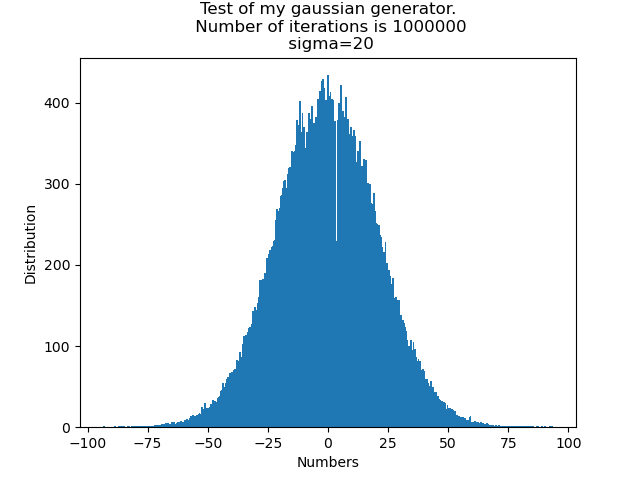 Test of my gaussian generator.
Number of iterations is 1000000
sigma=20
400
300
200
100
0
Distribution
−100 −75 −50 −25 0 25 50 75 100
Numbers